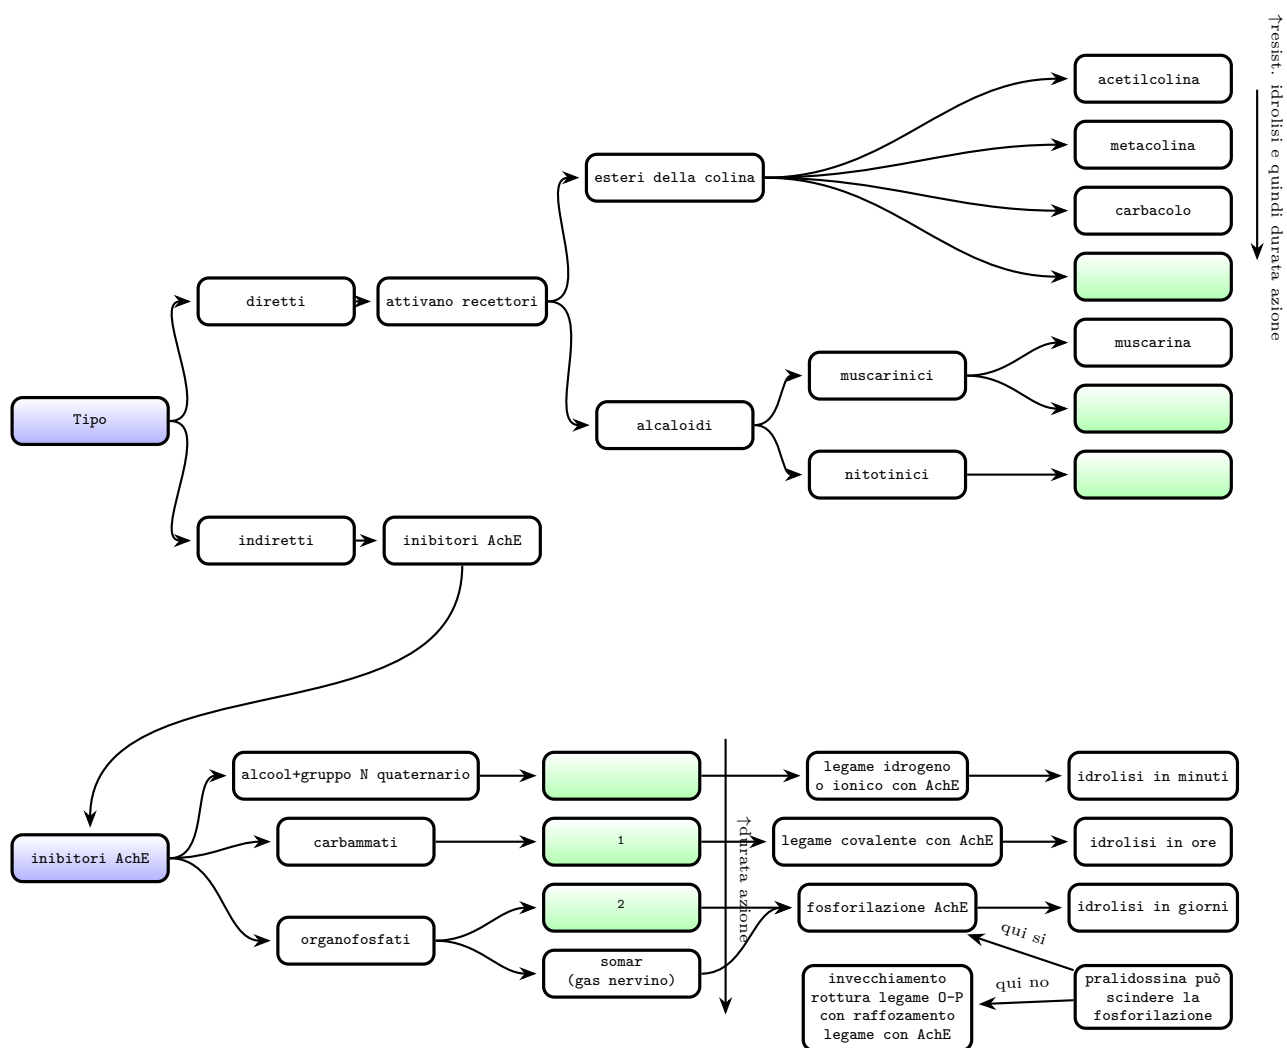 ↑resist. idrolisi e quindi durata azione
acetilcolina
metacolina
esteri della colina
carbacolo
diretti
attivano recettori
muscarina
muscarinici
Tipo
alcaloidi
nitotinici
indiretti
inibitori AchE
alcool+gruppo N quaternario
legame idrogeno
o ionico con AchE
idrolisi in minuti
↑durata azione
inibitori AchE
carbammati
1
legame covalente con AchE
idrolisi in ore
2
fosforilazione AchE
idrolisi in giorni
organofosfati
qui si
somar
(gas nervino)
invecchiamento
rottura legame O-P
con raffozamento
legame con AchE
qui no
pralidossina può
scindere la
fosforilazione